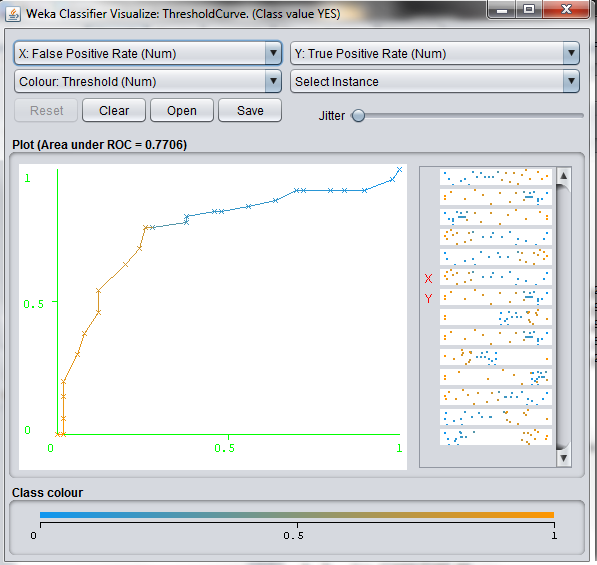 Weka Classifier Visualize: ThresholdCurve. (Class value YES)
X: False Positive Rate (Num)
Y: True Positive Rate (Num)
Colour: Threshold (Num)
Select Instance
Reset
Clear
Open
Save
Jitter
Plot (Area under ROC = 0.7706)
1
0.5
0
0
0.5
1
X
Y
Class colour
0
0.5
1